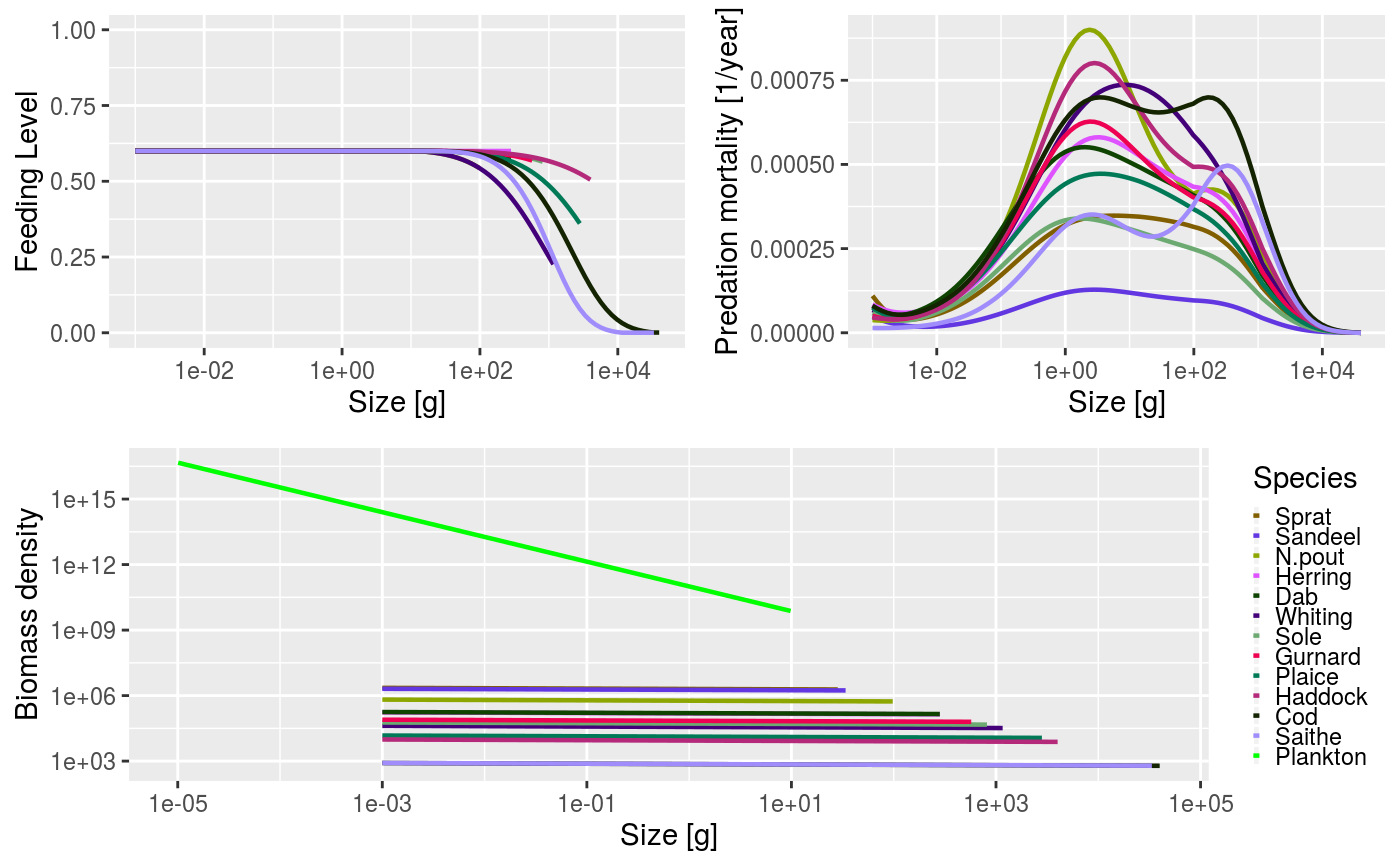 1.00
0.75
0.50
0.25
0.00
Feeding Level
1e-02
1e+00
1e+02
1e+04
Size [g]
0.00075
0.00050
0.00025
0.00000
Predation mortality [1/year]
1e-02
1e+00
1e+02
1e+04
Size [g]
1e+15
1e+12
1e+09
1e+06
1e+03
Biomass density
1e-05
1e-03
1e-01
1e+01
1e+03
1e+05
Size [g]
Species
Sprat
Sandeel
N.pout
Herring
Dab
Whiting
Sole
Gurnard
Plaice
Haddock
Cod
Saithe
Plankton